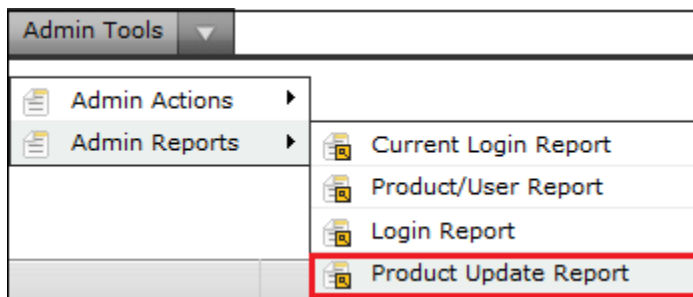 Admin Tools
Admin Actions
Admin Reports
Current Login Report
Product/User Report
Login Report
Product Update Report